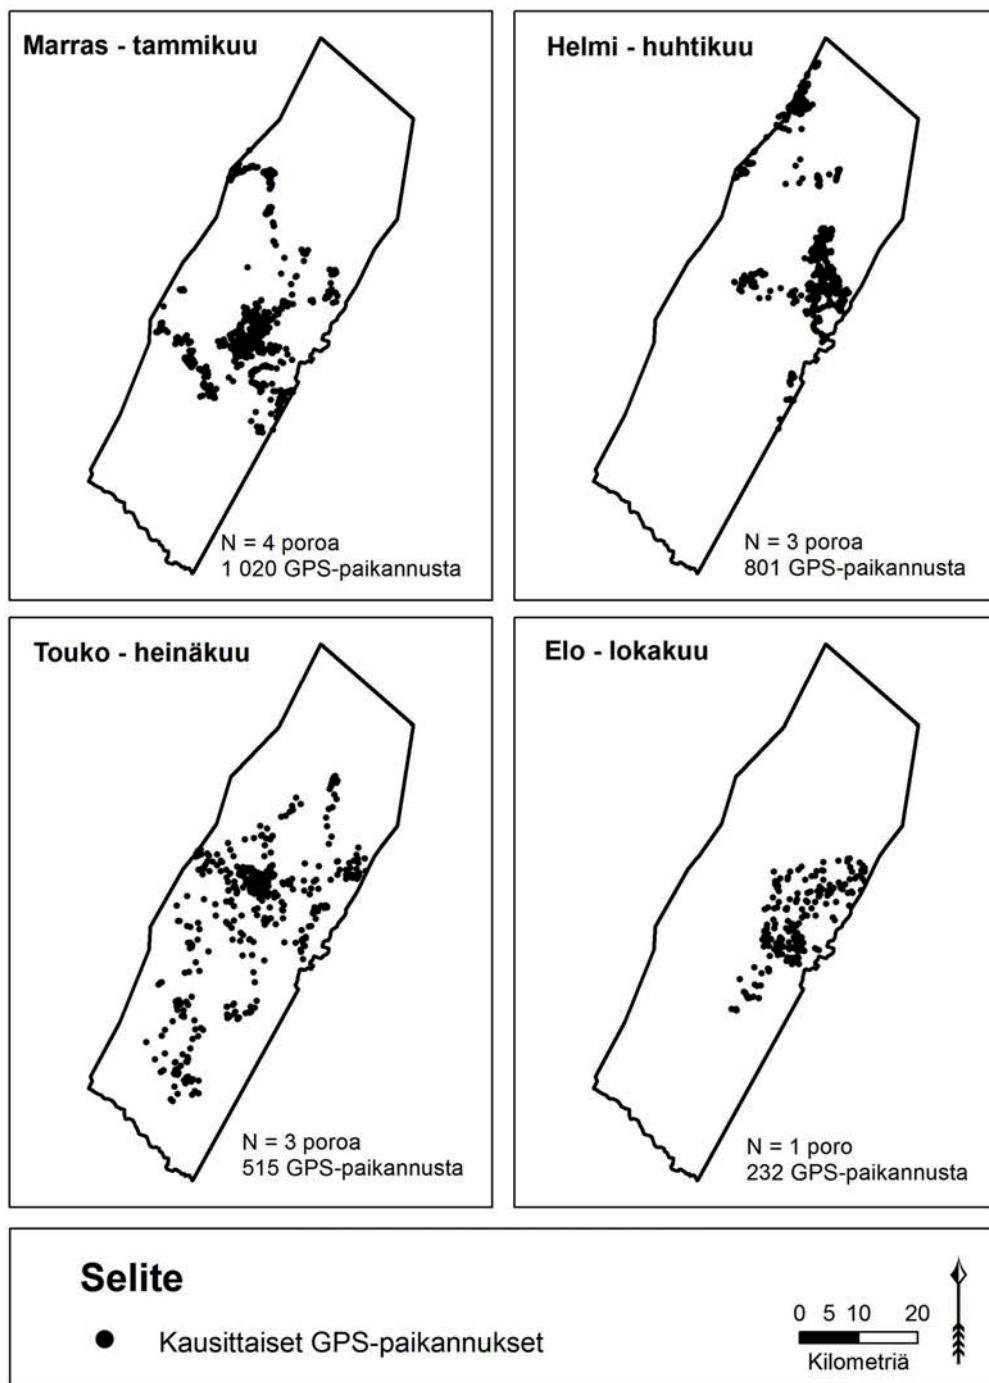 Marras - tammikuu
N = 4 poroa
1 020 GPS-paikannusta
Helmi - huhtikuu
N = 3 poroa
801 GPS-paikannusta
Touko - heinäkuu
N = 3 poroa
515 GPS-paikannusta
Elo - lokakuu
N = 1 poro
232 GPS-paikannusta
Selite
Kausittaiset GPS-paikannukset
0 5 10 20
Kilometriä